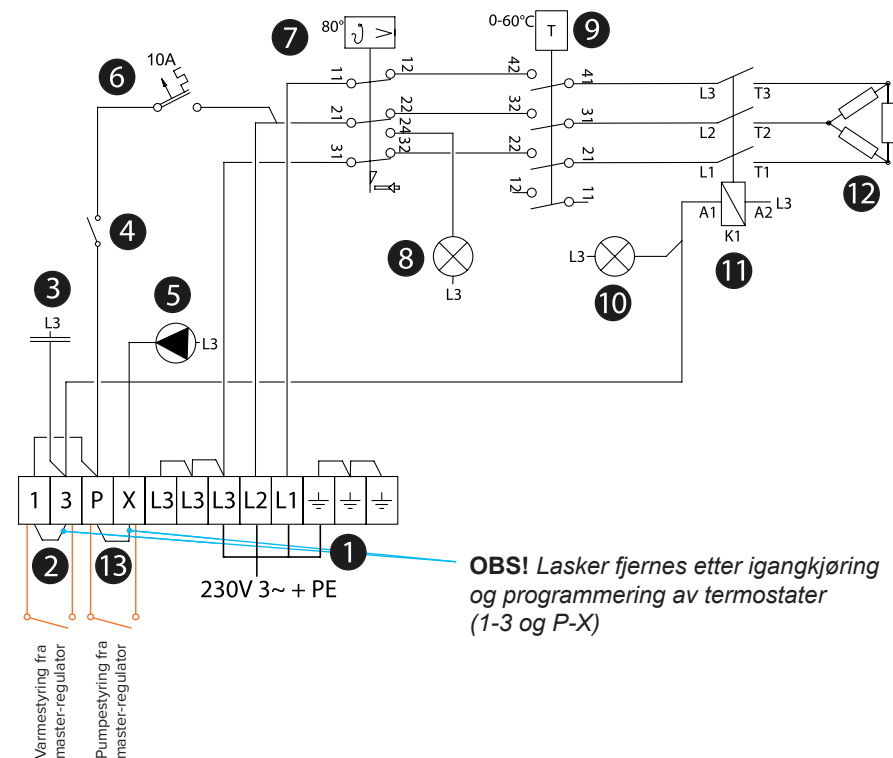 7
80°
0-60°C
T
9
10A
6
11
12
42
41
L3
T3
21
22
32
31
L2
T2
24
31
32
22
21
L1
T1
12
11
12
4
A1
A2
L3
K1
8
L3
L3
10
11
3
5
L3
L3
1
3
P
X
L3
L3
L3
L2
L1
2
13
1
230V 3~ + PE
OBS! Lasker fjernes etter igangkjøring
og programmering av termostater
(1-3 og P-X)
Varmestyring fra
master-regulator
Pumpestyring fra
master-regulator